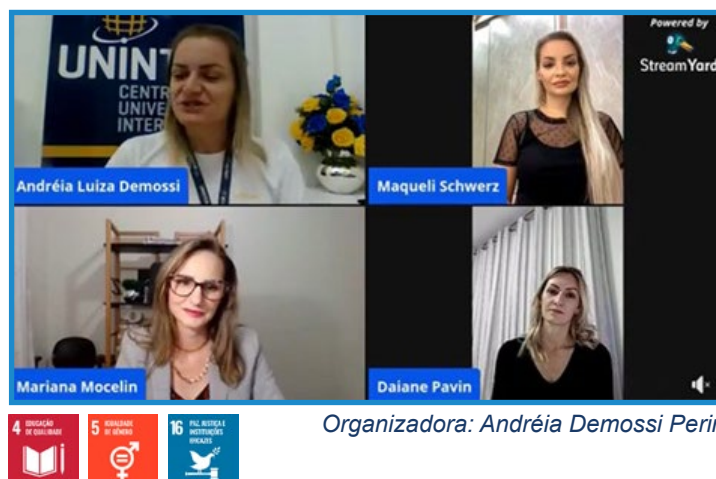 Powered by
StreamYard
UNINT
CENTR
UNIVE
INTER
Andréia Luiza Demossi
Maqueli Schwerz
Mariana Mocelin
Daiane Pavin
4 EDUCAÇÃO
DE QUALIDADE
5 IGUALDADE
DE GÊNERO
16 PAZ, JUSTIÇA E
INSTITUIÇÕES
EFICAZES
Organizadora: Andréia Demossi Perin